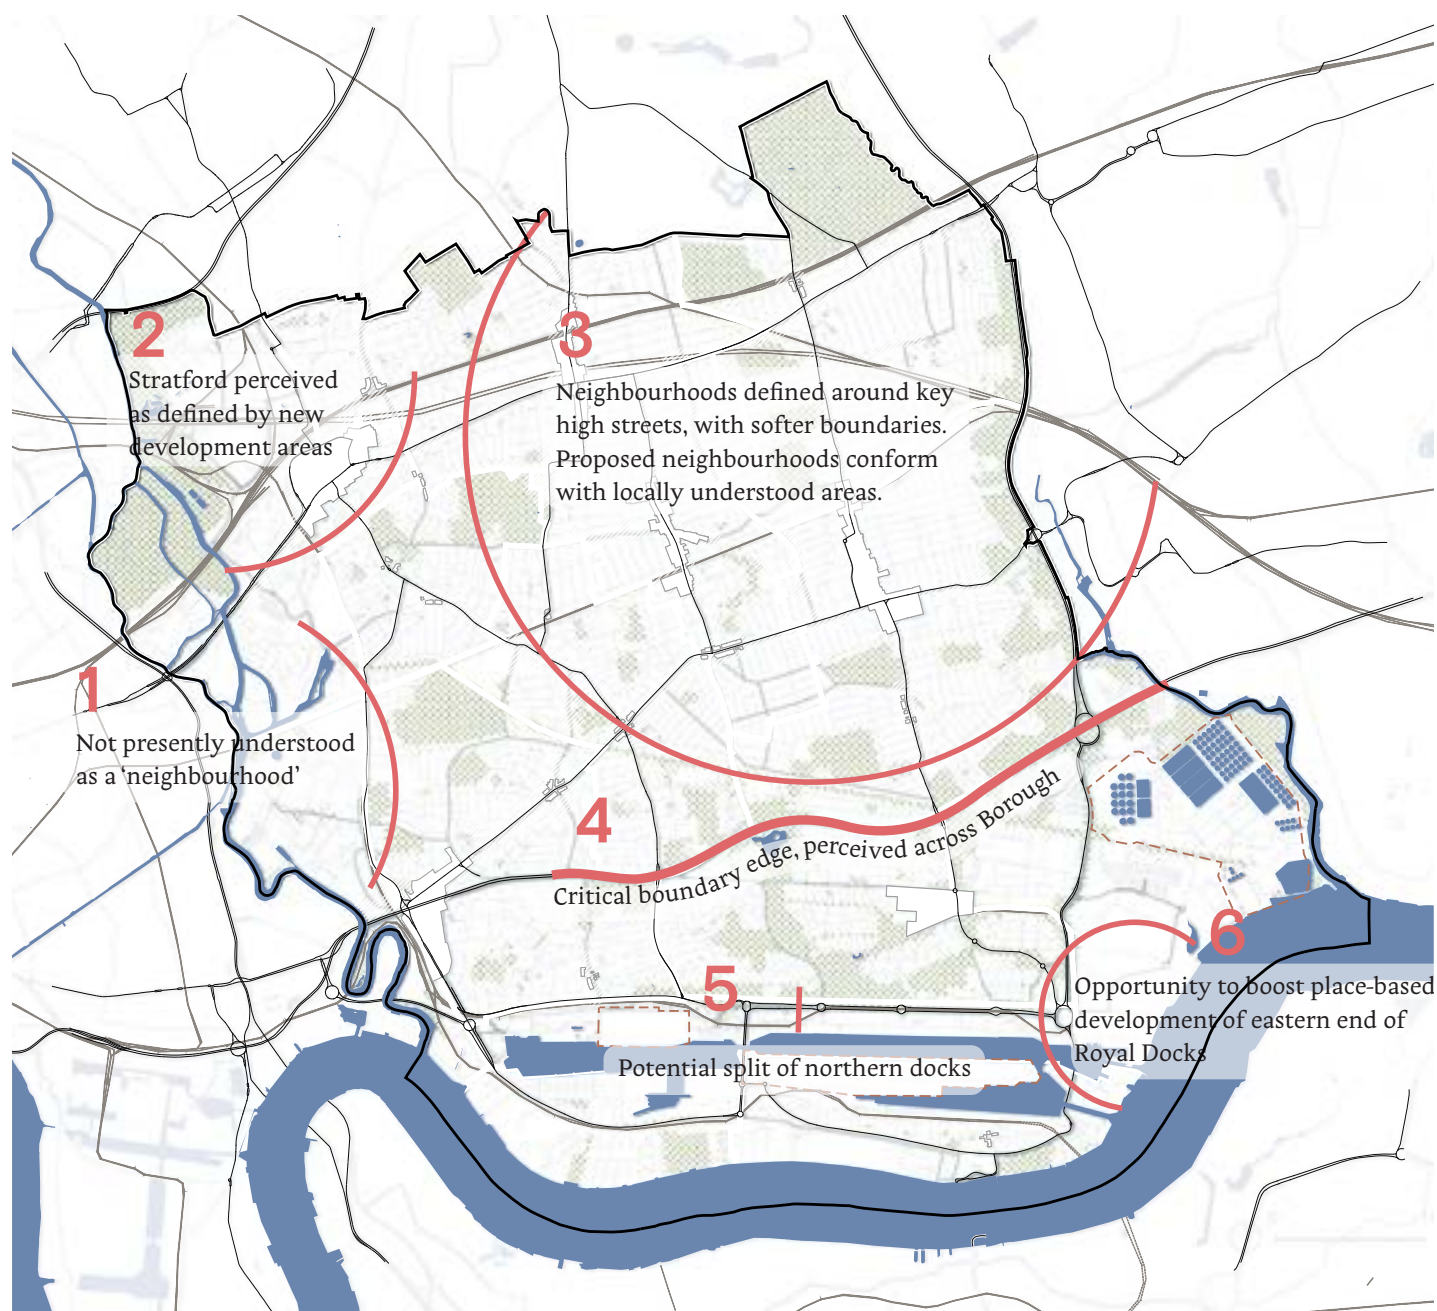 2
Stratford perceived
as defined by new
development areas
3
Neighbourhoods defined around key
high streets, with softer boundaries.
Proposed neighbourhoods conform
with locally understood areas.
1
Not presently understood
as a ‘neighbourhood’
4
Critical boundary edge, perceived across Borough
5
Potential split of northern docks
6
Opportunity to boost place-based
development of eastern end of
Royal Docks